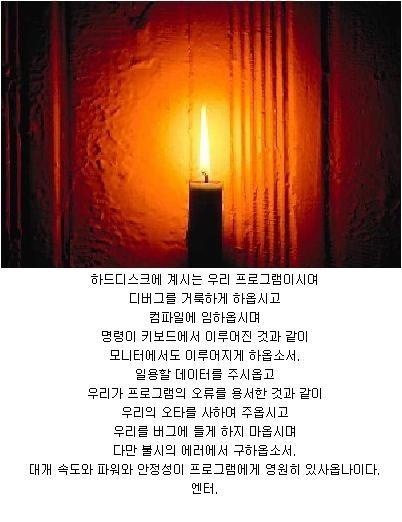 하드디스크에 계시는 우리 프로그램이시여
디버그를 거룩하게 하옵시고
컴파일에 임하옵시며
명령이 키보드에서 이루어진 것과 같이
모니터에서도 이루어지게 하옵소서.
일용할 데이터를 주시옵고
우리가 프로그램의 오류를 용서한 것과 같이
우리의 오타를 사하여 주옵시고
우리를 버그에 들게 하지 마옵시며
다만 불시의 에러에서 구하옵소서.
대개 속도와 파워와 안정성이 프로그램에게 영원히 있사옵나이다.
엔터.